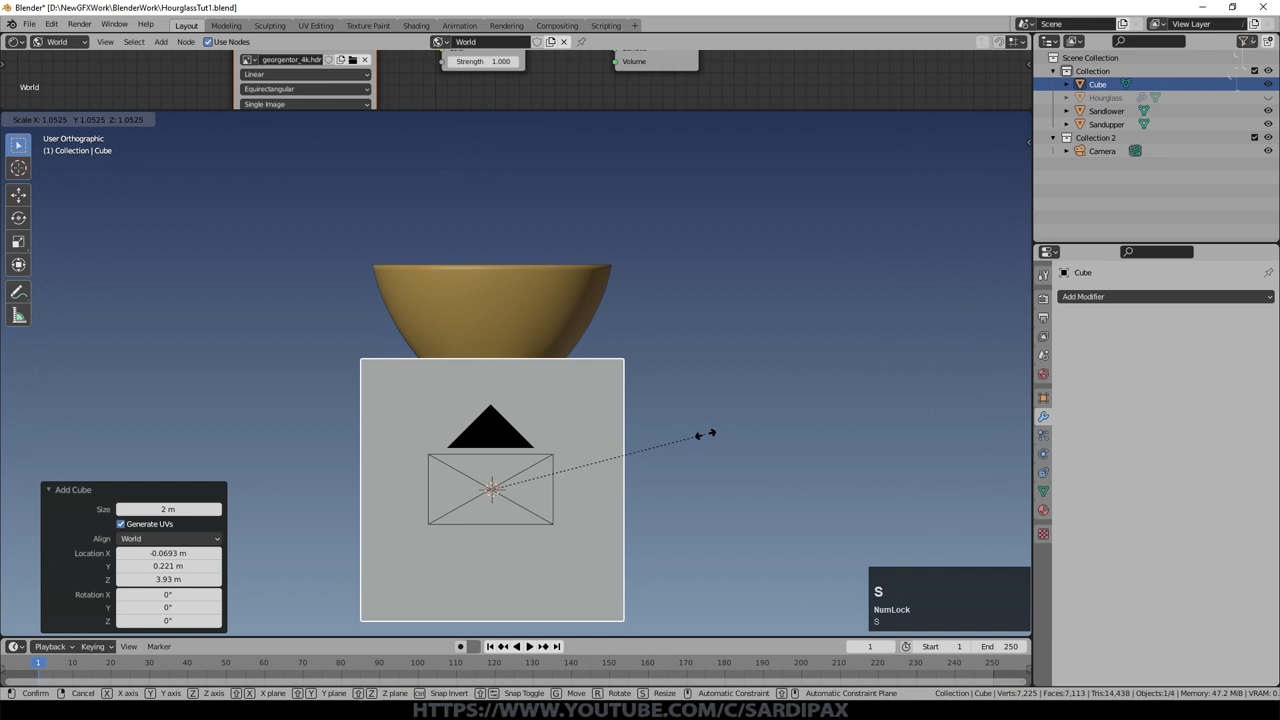 Blender* [D:\NewGFXWork\BlenderWork\HourglassTut1.blend]
File Edit Render Window Help Layout Modeling Sculpting UV Editing Texture Paint Shading Animation Rendering Compositing Scripting + Scene View Layer
World View Select Add Node Use Nodes World
georgentor_4k.hdr Strength 1.000 Volume
Linear
World Equirectangular
Single Image
Scene Collection
Collection
Cube
Hourglass
Sandlower
Sandupper
Collection 2
Camera
Scale X: 1.0525 Y: 1.0525 Z: 1.0525
User Orthographic
(1) Collection | Cube
Cube
Add Modifier
Add Cube
Size 2 m
Generate UVs
Align World
Location X -0.0693 m
Y 0.221 m
Z 3.93 m
Rotation X 0°
Y 0°
Z 0°
S
NumLock
S
Playback Keying View Marker 1 Start 1 End 250
1 10 20 30 40 50 60 70 80 90 100 110 120 130 140 150 160 170 180 190 200 210 220 230 240 250
Confirm Cancel X X axis Y Y axis Z Z axis X X plane Y Y plane Z Z plane Ctrl Snap Invert Snap Toggle G Move R Rotate S Resize Automatic Constraint Automatic Constraint Plane Collection | Cube | Verts:7,225 | Faces:7,113 | Tris:14,438 | Objects:1/4 | Memory: 47.2 MiB | VRAM: 0.
HTTPS://WWW.YOUTUBE.COM/C/SARDIPAX